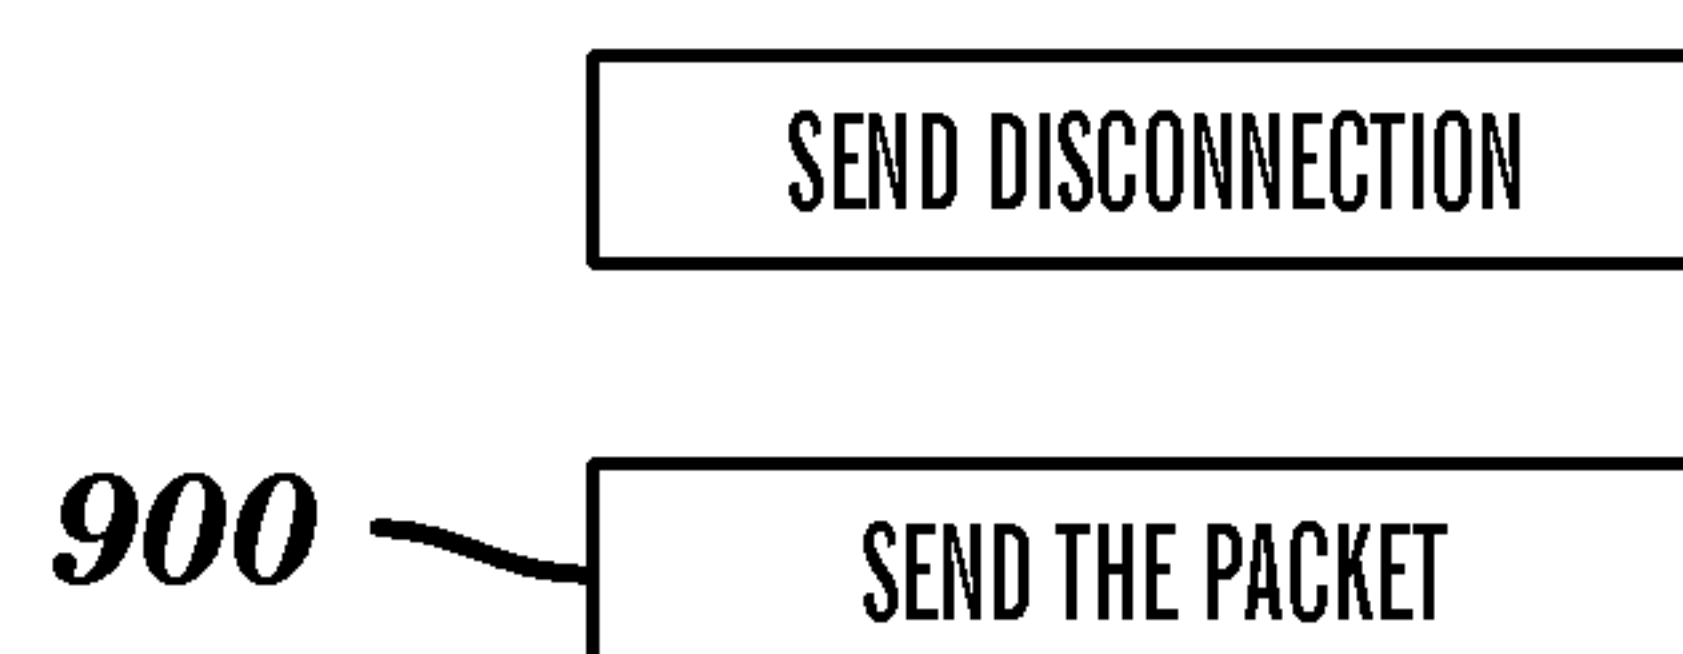 SEND DISCONNECTION
900
SEND THE PACKET